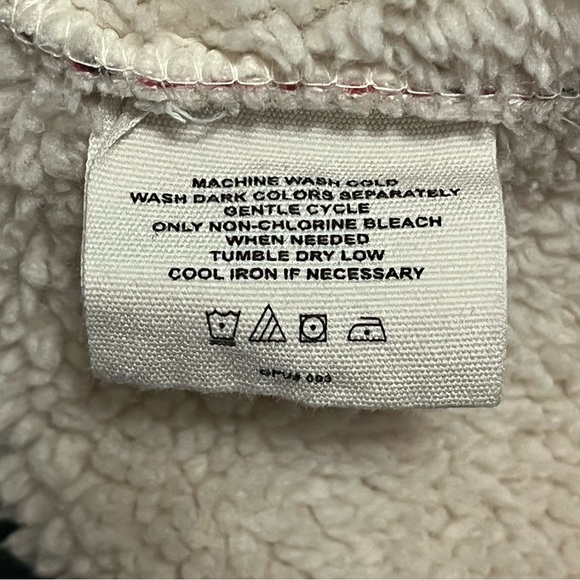 MACHINE WASH COLD
WASH DARK COLORS SEPARATELY
GENTLE CYCLE
ONLY NON-CHLORINE BLEACH
WHEN NEEDED
TUMBLE DRY LOW
COOL IRON IF NECESSARY